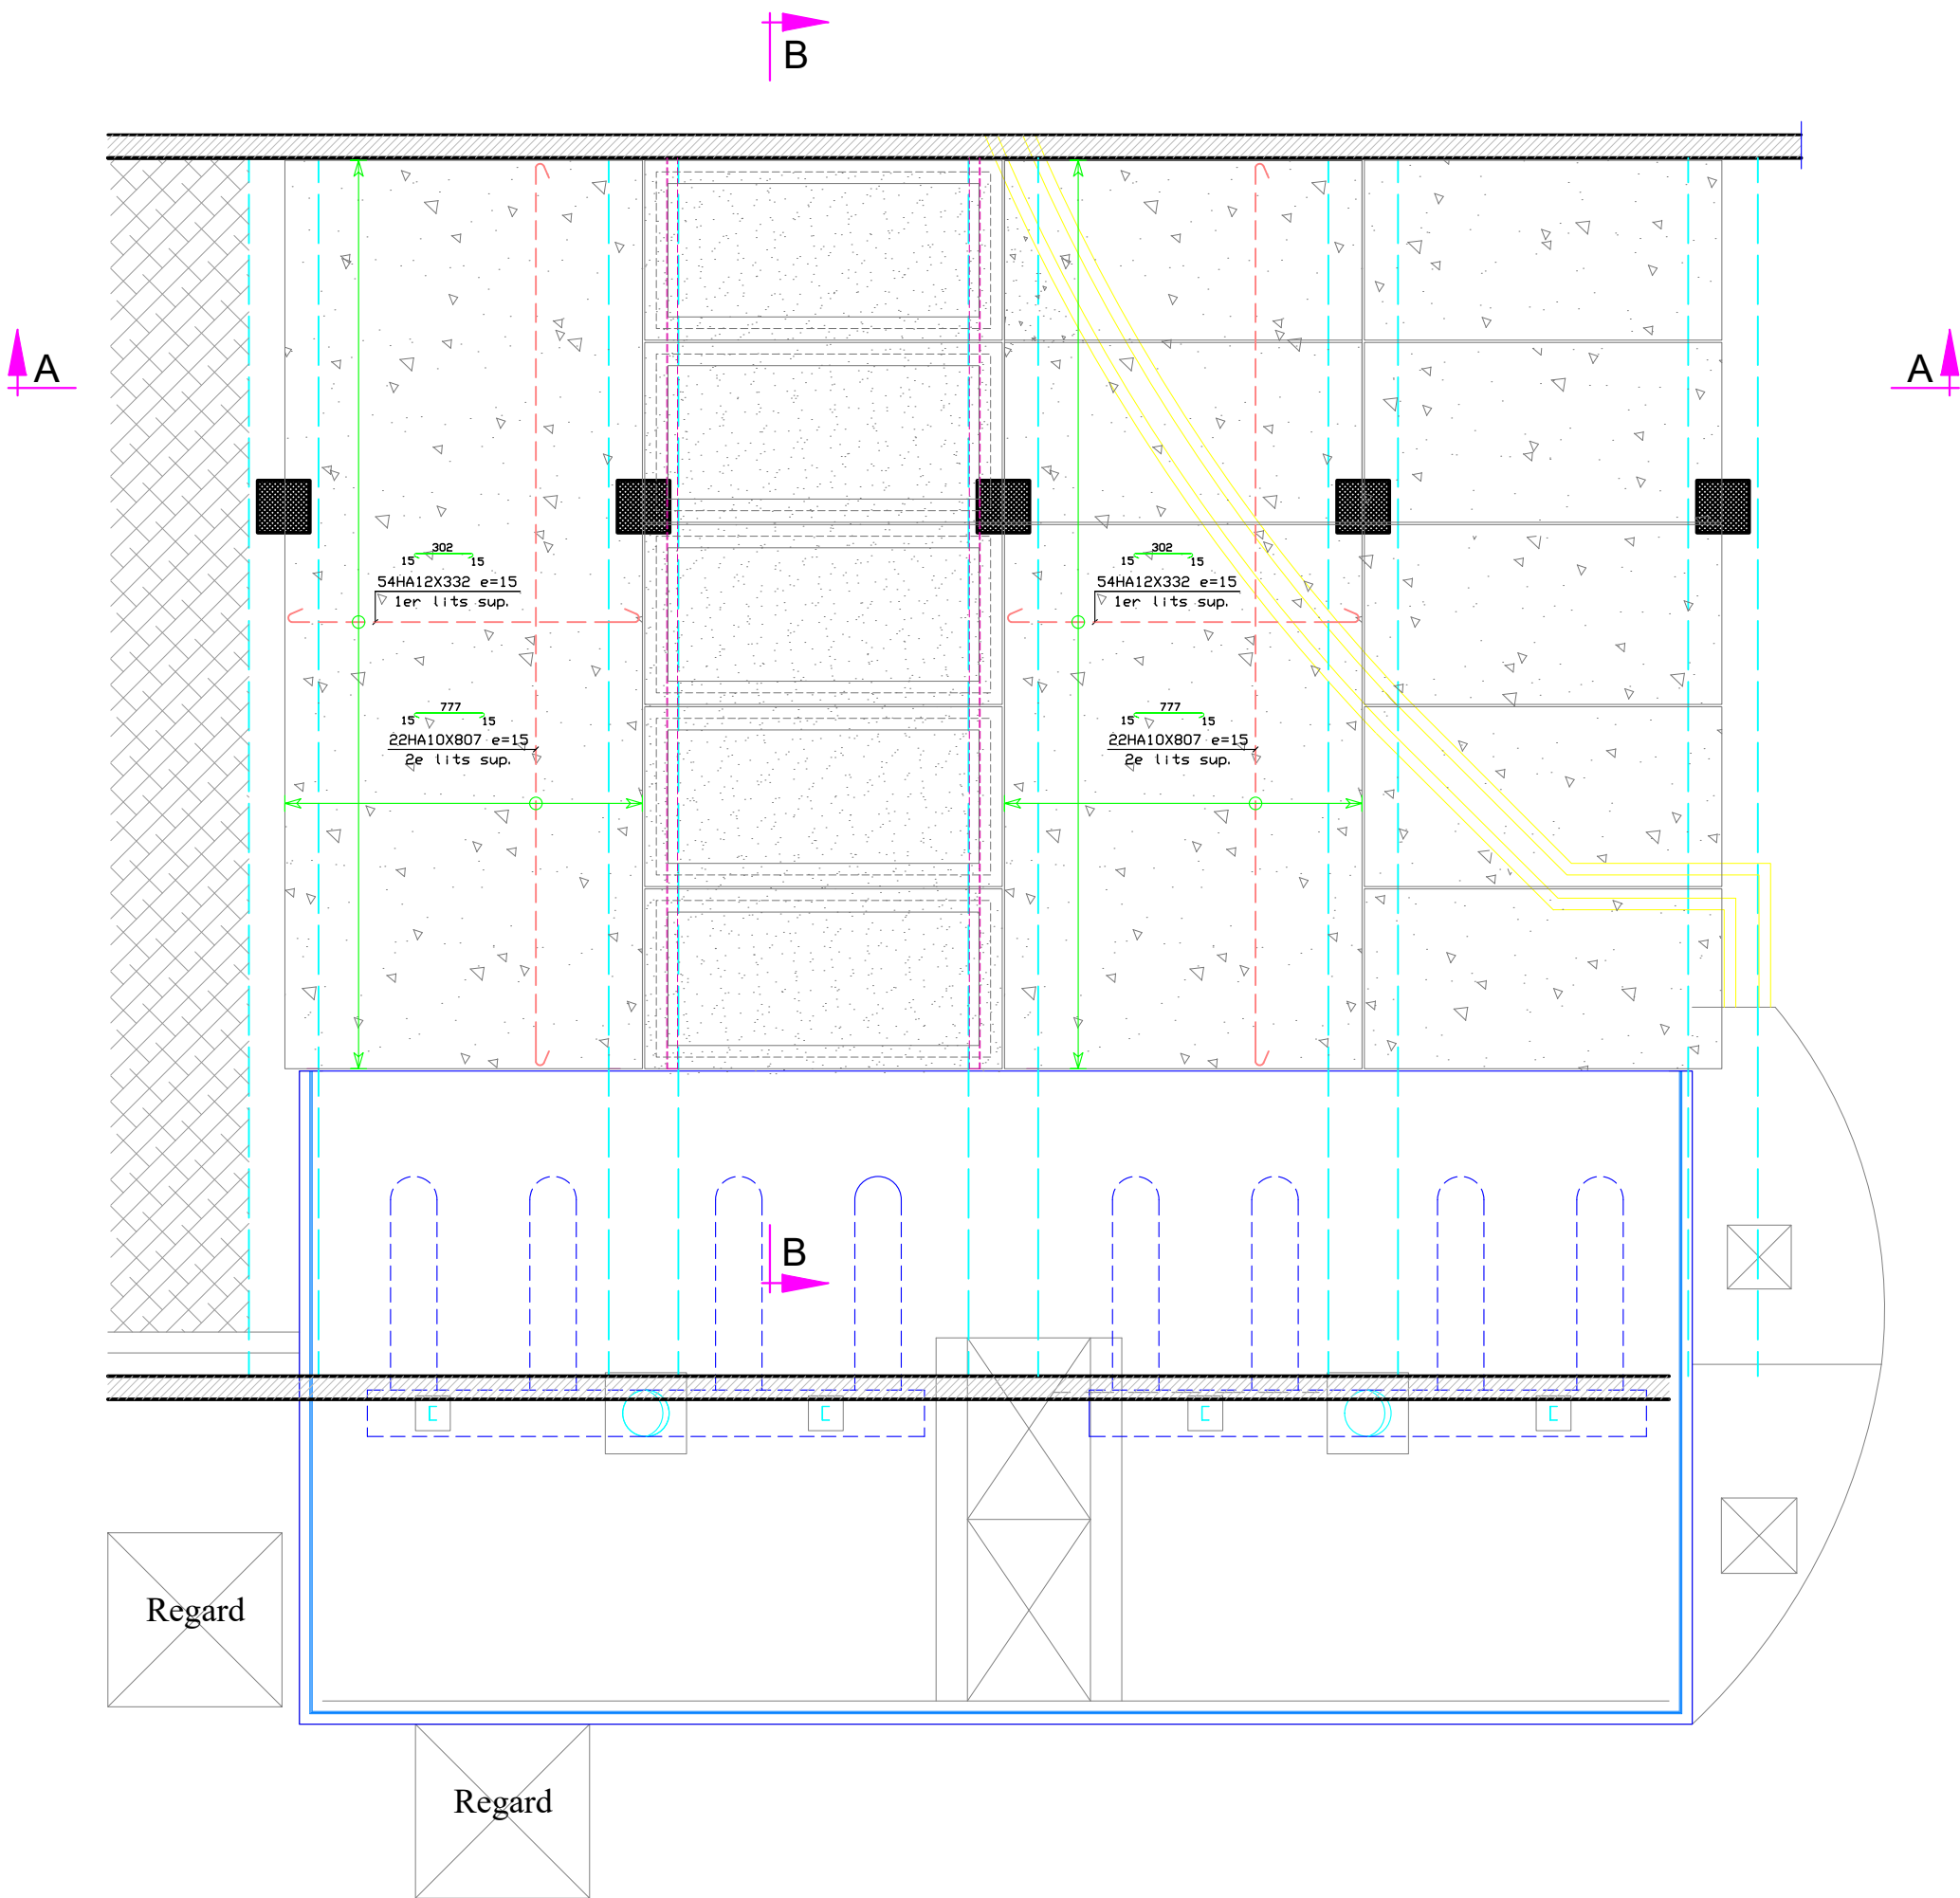 B
A
A
302
15
15
54HA12X332 e=15
1er lits sup.
302
15
15
54HA12X332 e=15
1er lits sup.
777
15
15
22HA10X807 e=15
2e lits sup.
777
15
15
22HA10X807 e=15
2e lits sup.
B
Regard
Regard